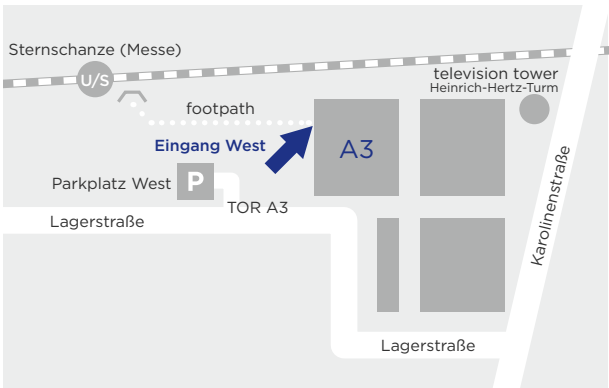 Sternschanze (Messe)
U/S
television tower
Heinrich-Hertz-Turm
footpath
Eingang West
A3
Parkplatz West
P
TOR A3
Lagerstraße
Karolinenstraße
Lagerstraße